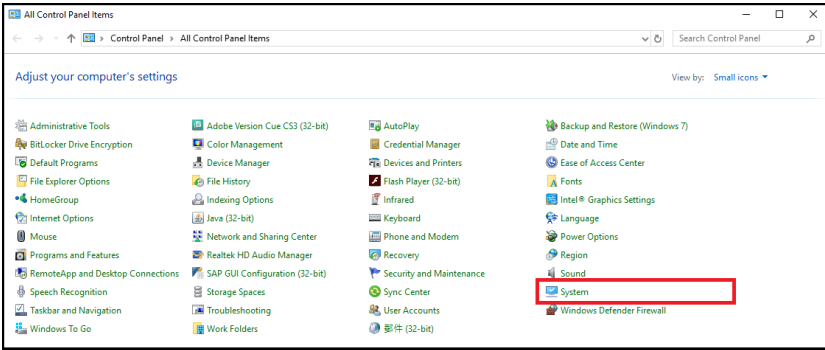 All Control Panel Items
Control Panel > All Control Panel Items
Search Control Panel
Adjust your computer's settings
View by: Small icons
Administrative Tools
Adobe Version Cue CS3 (32-bit)
AutoPlay
Backup and Restore (Windows 7)
BitLocker Drive Encryption
Color Management
Credential Manager
Date and Time
Default Programs
Device Manager
Devices and Printers
Ease of Access Center
File Explorer Options
File History
Flash Player (32-bit)
Fonts
HomeGroup
Indexing Options
Infrared
Intel® Graphics Settings
Internet Options
Java (32-bit)
Keyboard
Language
Mouse
Network and Sharing Center
Phone and Modem
Power Options
Programs and Features
Realtek HD Audio Manager
Recovery
Region
RemoteApp and Desktop Connections
SAP GUI Configuration (32-bit)
Security and Maintenance
Sound
Speech Recognition
Storage Spaces
Sync Center
System
Taskbar and Navigation
Troubleshooting
User Accounts
Windows Defender Firewall
Windows To Go
Work Folders
郵件 (32-bit)